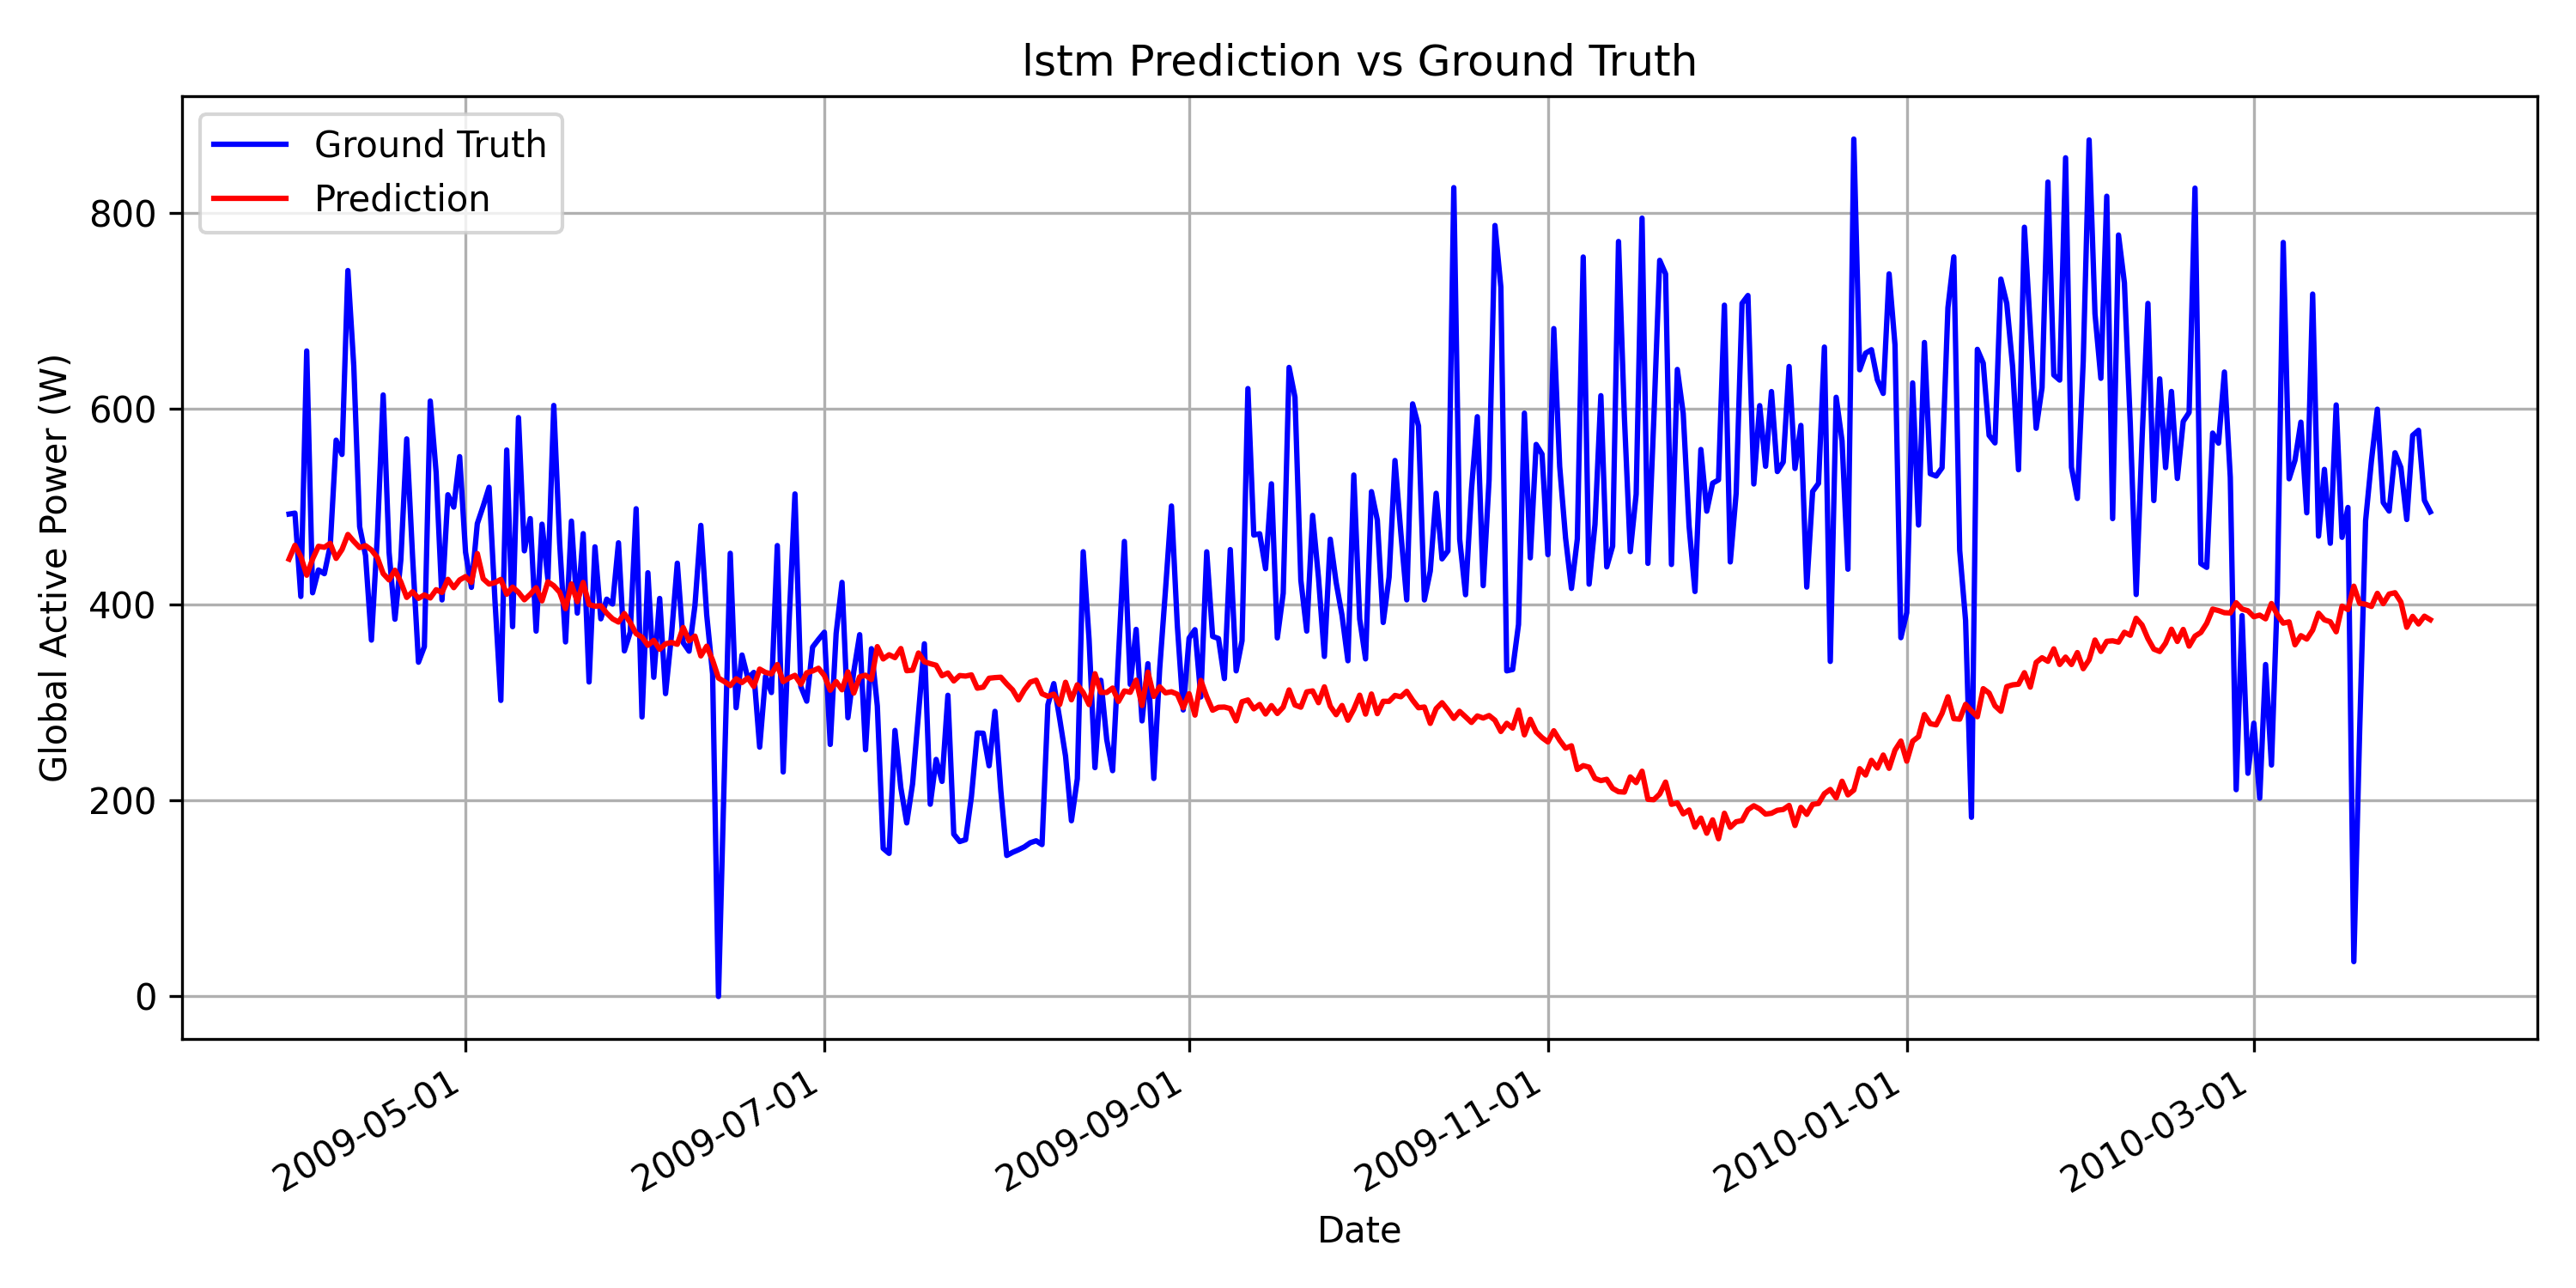 lstm Prediction vs Ground Truth
Ground Truth
Prediction
Global Active Power (W)
800
600
400
200
0
2009-05-01
2009-07-01
2009-09-01
2009-11-01
2010-01-01
2010-03-01
Date